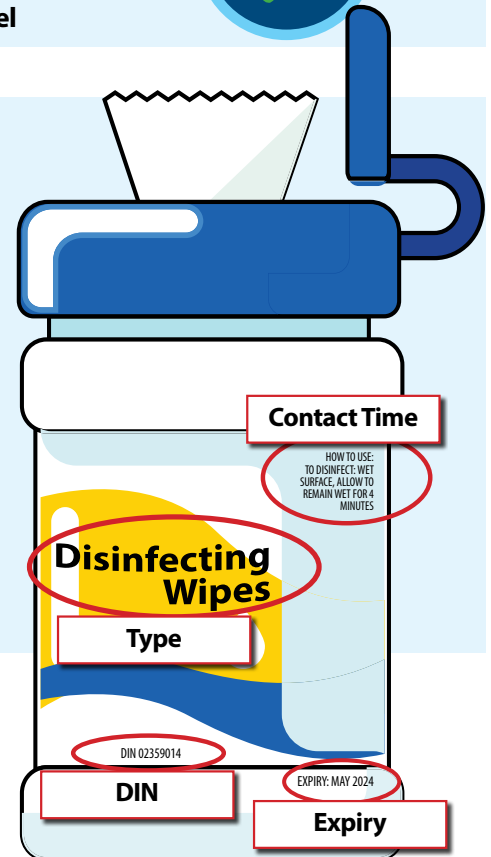 Contact Time
HOW TO USE:
TO DISINFECT: WET
SURFACE, ALLOW TO
REMAIN WET FOR 4
MINUTES
Disinfecting
Wipes
Type
DIN 02359014
DIN
EXPIRY: MAY 2024
Expiry